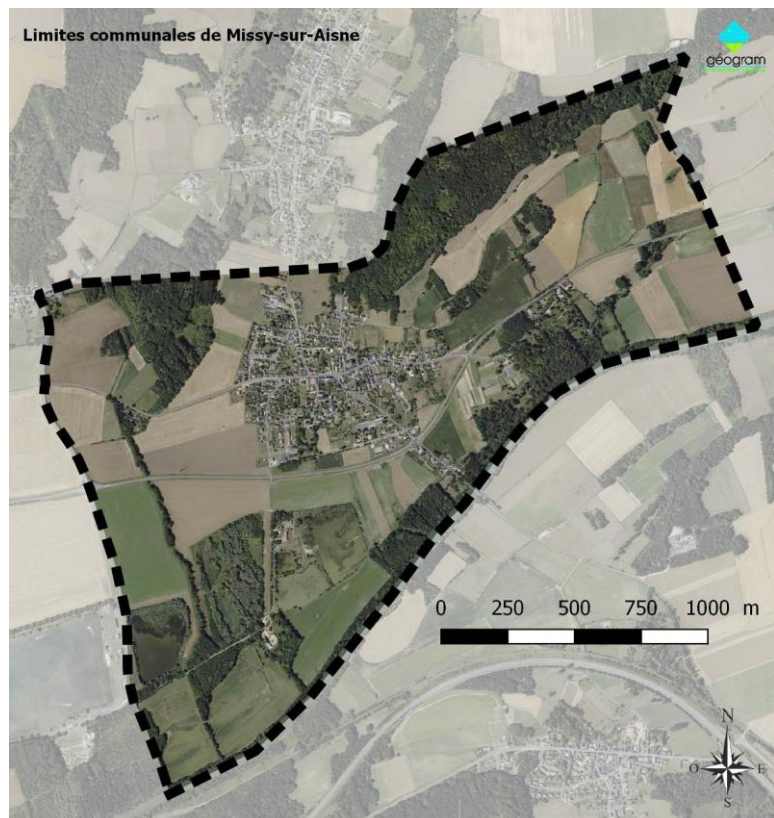 Limites communales de Missy-sur-Aisne
géogram
0 250 500 750 1000 m
N
O E
S